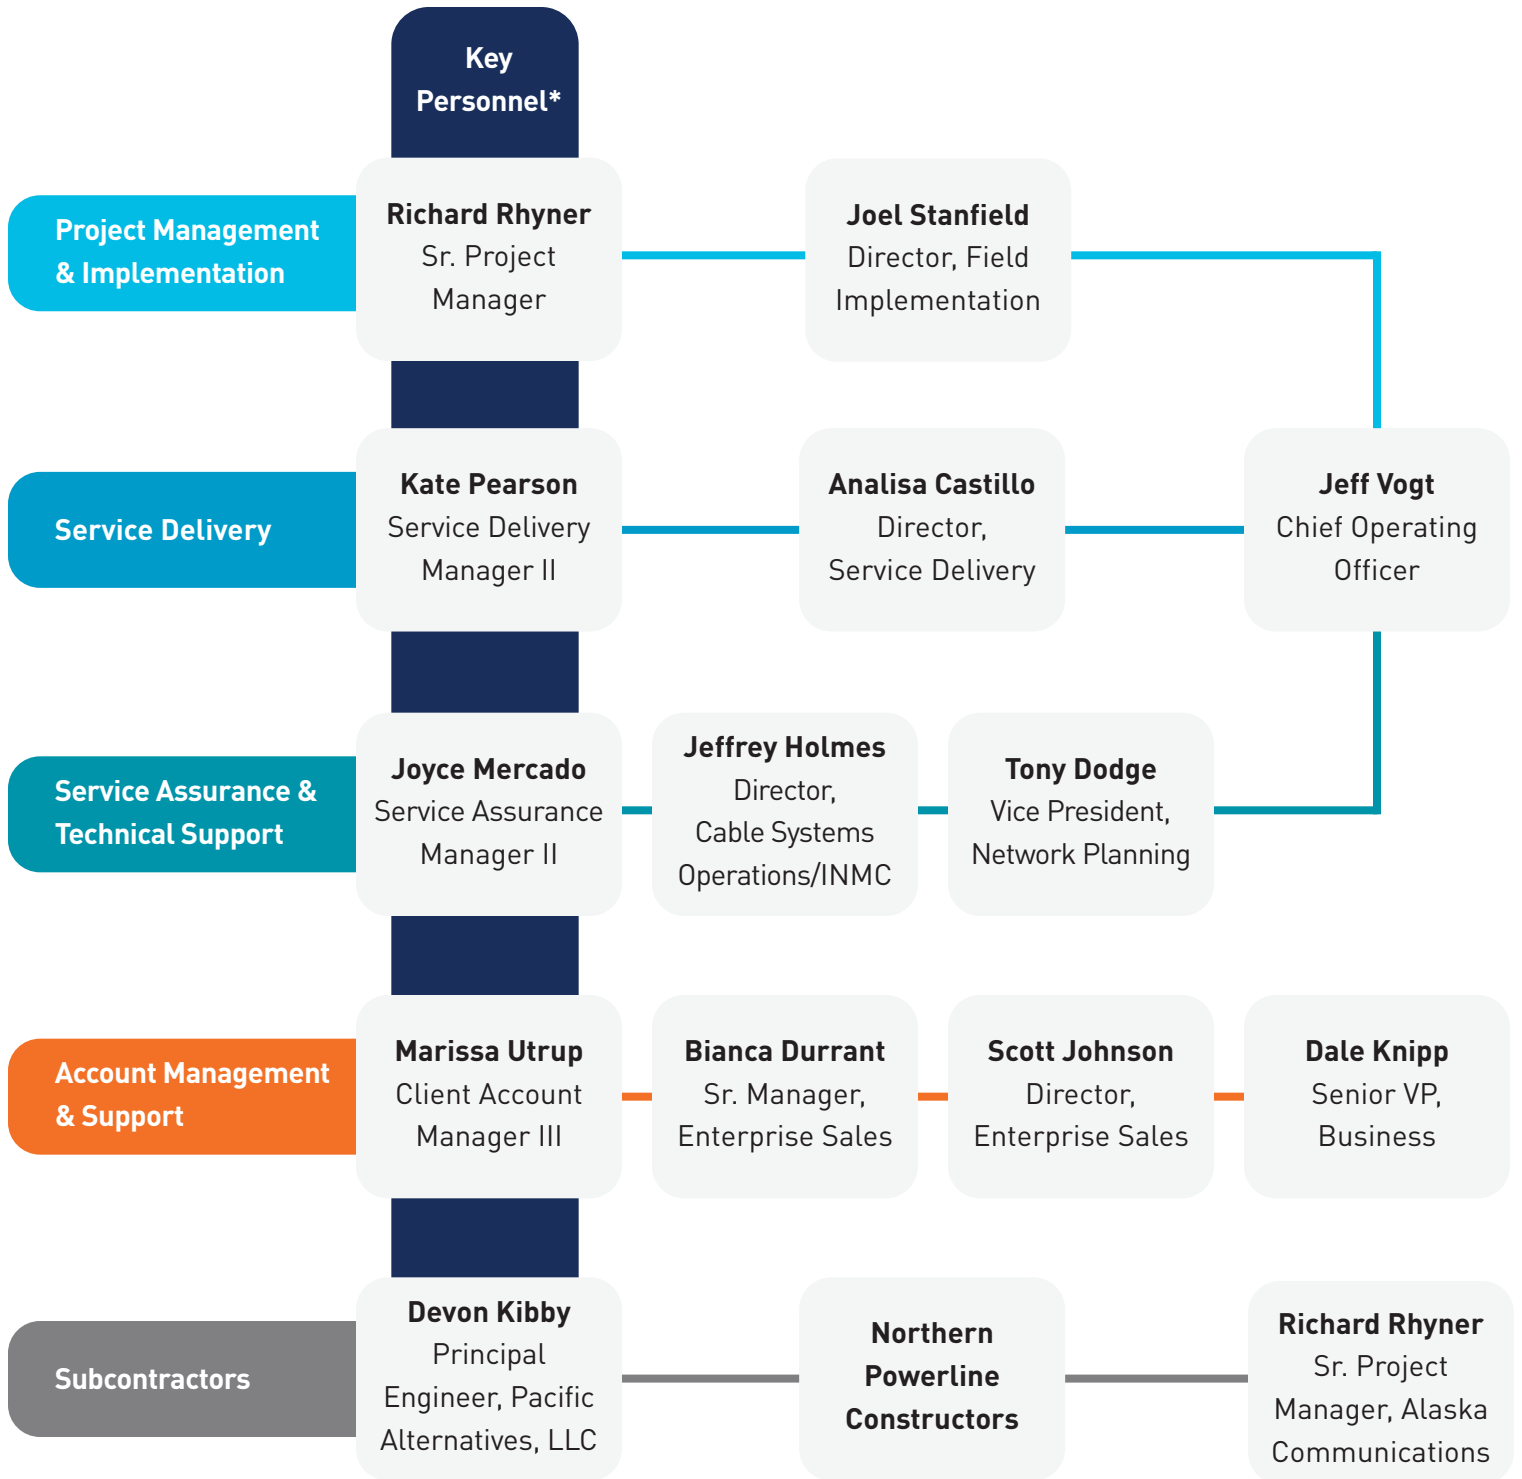 Key
Personnel*
Project Management
& Implementation
Richard Rhyner
Sr. Project
Manager
Joel Stanfield
Director, Field
Implementation
Service Delivery
Kate Pearson
Service Delivery
Manager II
Analisa Castillo
Director,
Service Delivery
Jeff Vogt
Chief Operating
Officer
Service Assurance &
Technical Support
Joyce Mercado
Service Assurance
Manager II
Jeffrey Holmes
Director,
Cable Systems
Operations/INMC
Tony Dodge
Vice President,
Network Planning
Account Management
& Support
Marissa Utrup
Client Account
Manager III
Bianca Durrant
Sr. Manager,
Enterprise Sales
Scott Johnson
Director,
Enterprise Sales
Dale Knipp
Senior VP,
Business
Subcontractors
Devon Kibby
Principal
Engineer, Pacific
Alternatives, LLC
Northern
Powerline
Constructors
Richard Rhyner
Sr. Project
Manager, Alaska
Communications